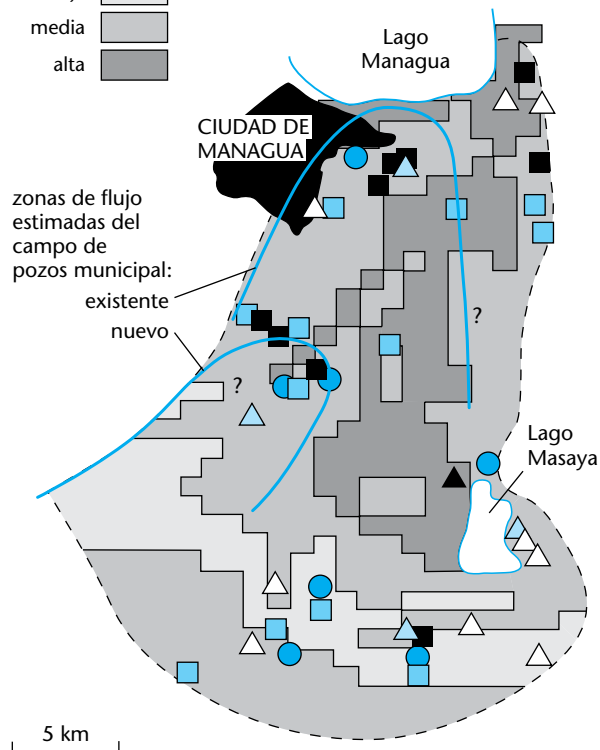 media
alta
Lago
Managua
CIUDAD DE
MANAGUA
zonas de flujo
estimadas del
campo de
pozos municipal:
existente
nuevo
?
?
Lago
Masaya
5 km